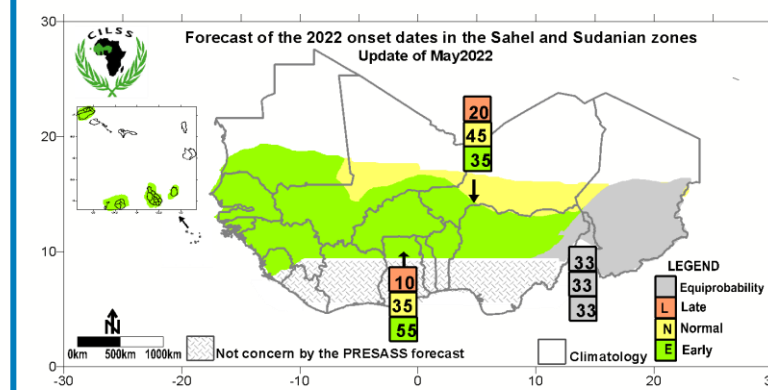 CILSS
Forecast of the 2022 onset dates in the Sahel and Sudanian zones
Update of May2022
30
20
10
0
20
45
35
10
35
55
33
33
33
LEGEND
Equiprobability
L Late
N Normal
E Early
N
0km 500km 1000km
Not concern by the PRESASS forecast
Climatology
-30 -20 -10 0 10 20